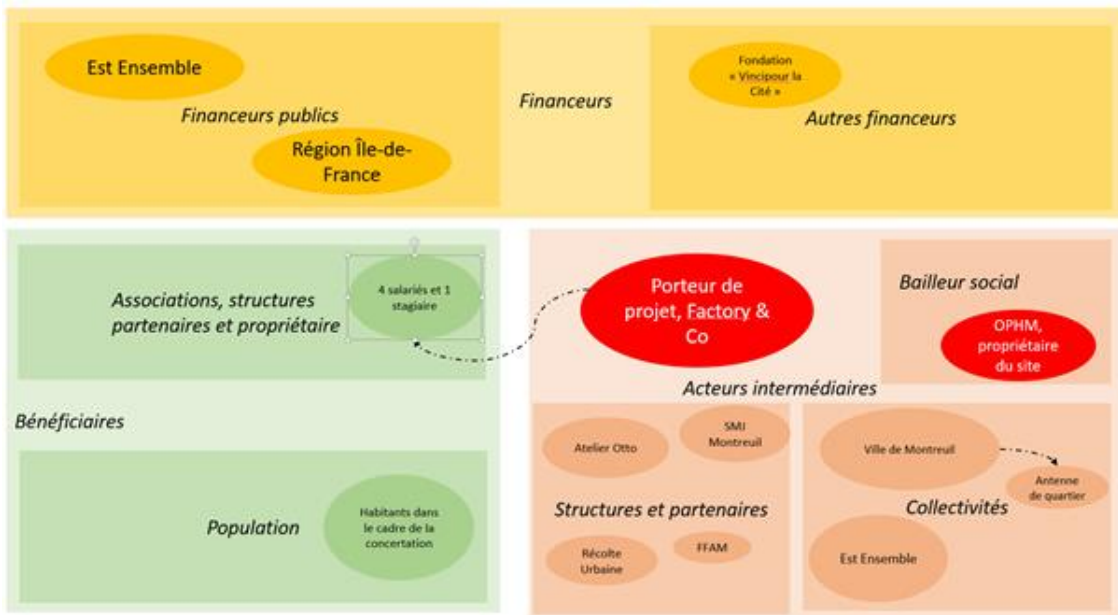 Est Ensemble
Financeurs publics
Région Île-de-
France
Financeurs
Fondation
« Vincipour la
Cité »
Autres financeurs
Associations, structures
partenaires et propriétaire
4 salariés et 1
stagiaire
Bénéficiaires
Population
Habitants dans
le cadre de la
concertation
Porteur de
projet, Factory &
Co
Bailleur social
OPHM,
propriétaire
du site
Acteurs intermédiaires
Atelier Otto
SMJ
Montreuil
Structures et partenaires
Récolte
Urbaine
FFAM
Ville de Montreuil
Antenne
de quartier
Collectivités
Est Ensemble